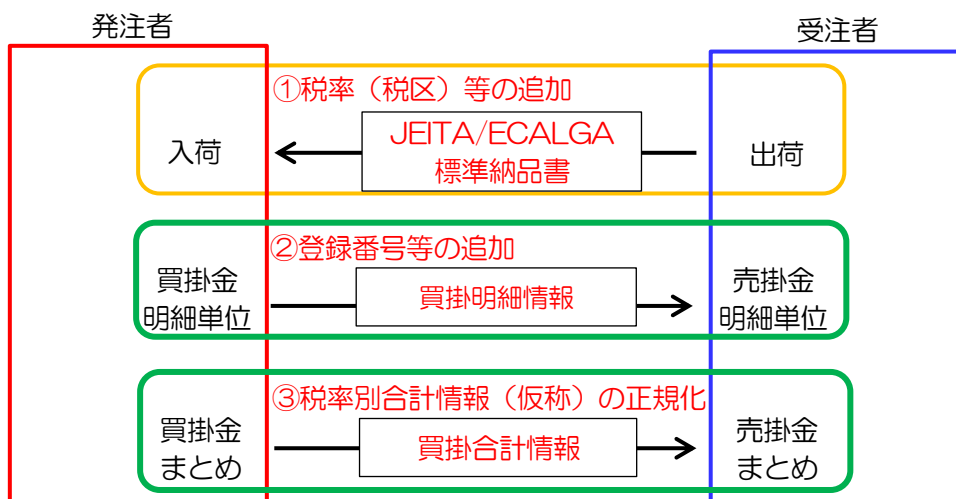 発注者
受注者
①税率（税区）等の追加
入荷
JEITA/ECALGA
標準納品書
出荷
②登録番号等の追加
買掛金
明細単位
買掛明細情報
売掛金
明細単位
③税率別合計情報（仮称）の正規化
買掛金
まとめ
買掛合計情報
売掛金
まとめ